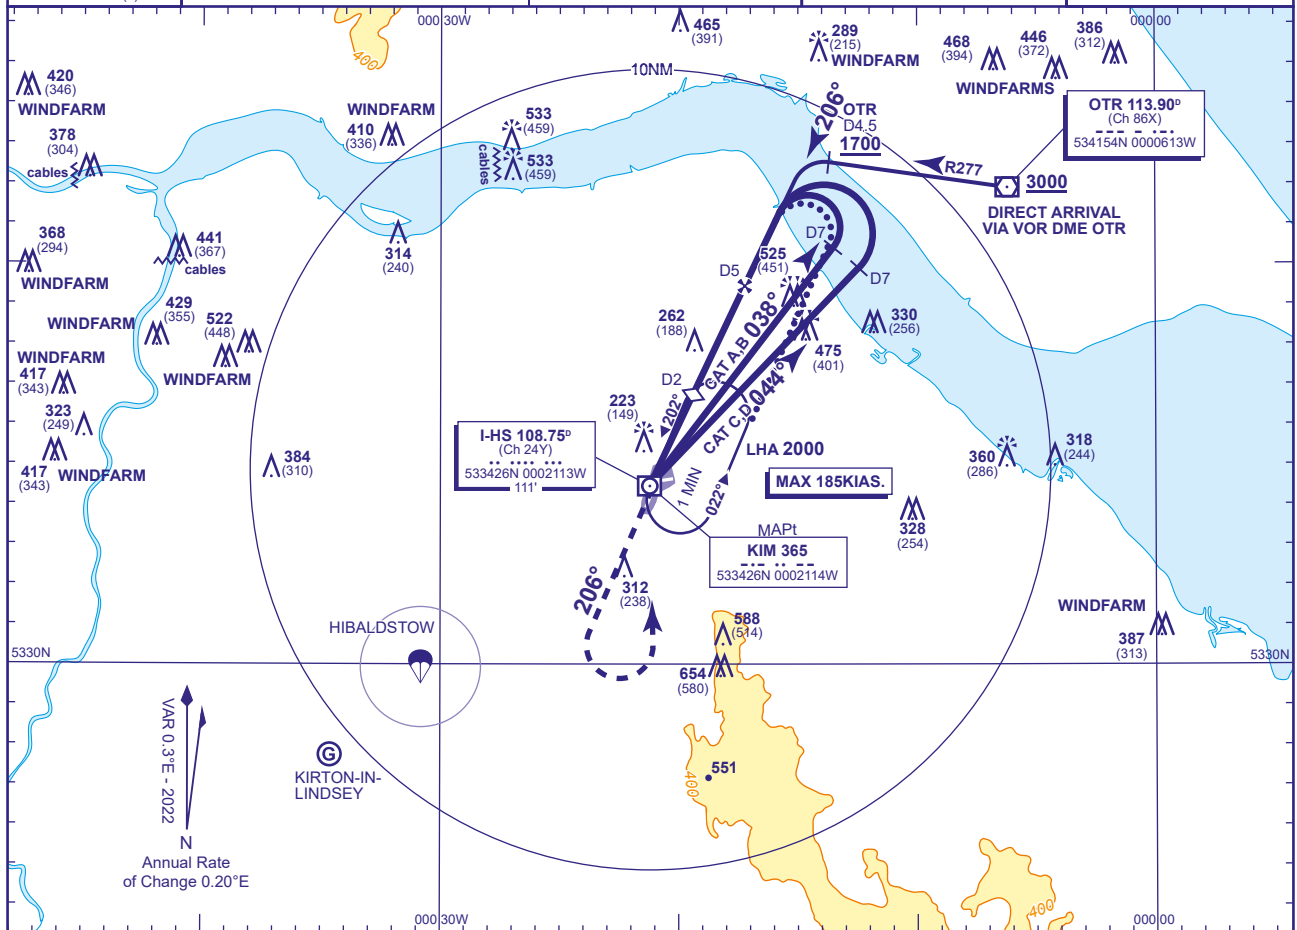 000 30W
000 00
465
(391)
289
(215)
WINDFARM
468
(394)
446
(372)
386
(312)
WINDFARMS
420
(346)
WINDFARM
10NM
WINDFARM
410
(336)
533
(459)
cables
533
(459)
378
(304)
cables
206°
OTR
D4.5
1700
OTR 113.90D
(Ch 86X)
534154N 0000613W
R277
3000
DIRECT ARRIVAL
VIA VOR DME OTR
368
(294)
WINDFARM
441
(367)
cables
314
(240)
D7
D7
525
(451)
D5
429
(355)
WINDFARM
522
(448)
WINDFARM
262
(188)
CAT A,B 038°
330
(256)
475
(401)
WINDFARM
417
(343)
323
(249)
417
(343)
WINDFARM
D2
202°
CAT C,D 044°
223
(149)
384
(310)
I-HS 108.75D
(Ch 24Y)
533426N 0002113W
111'
LHA 2000
MAX 185KIAS.
1 MIN
022°
360
(286)
318
(244)
328
(254)
MAPt
KIM 365
533426N 0002114W
206°
312
(238)
588
(514)
654
(580)
WINDFARM
387
(313)
HIBALDSTOW
5330N
5330N
VAR 0.3°E - 2022
N
Annual Rate
of Change 0.20°E
G
KIRTON-IN-
LINDSEY
551
400
400
400
000 30W
000 00